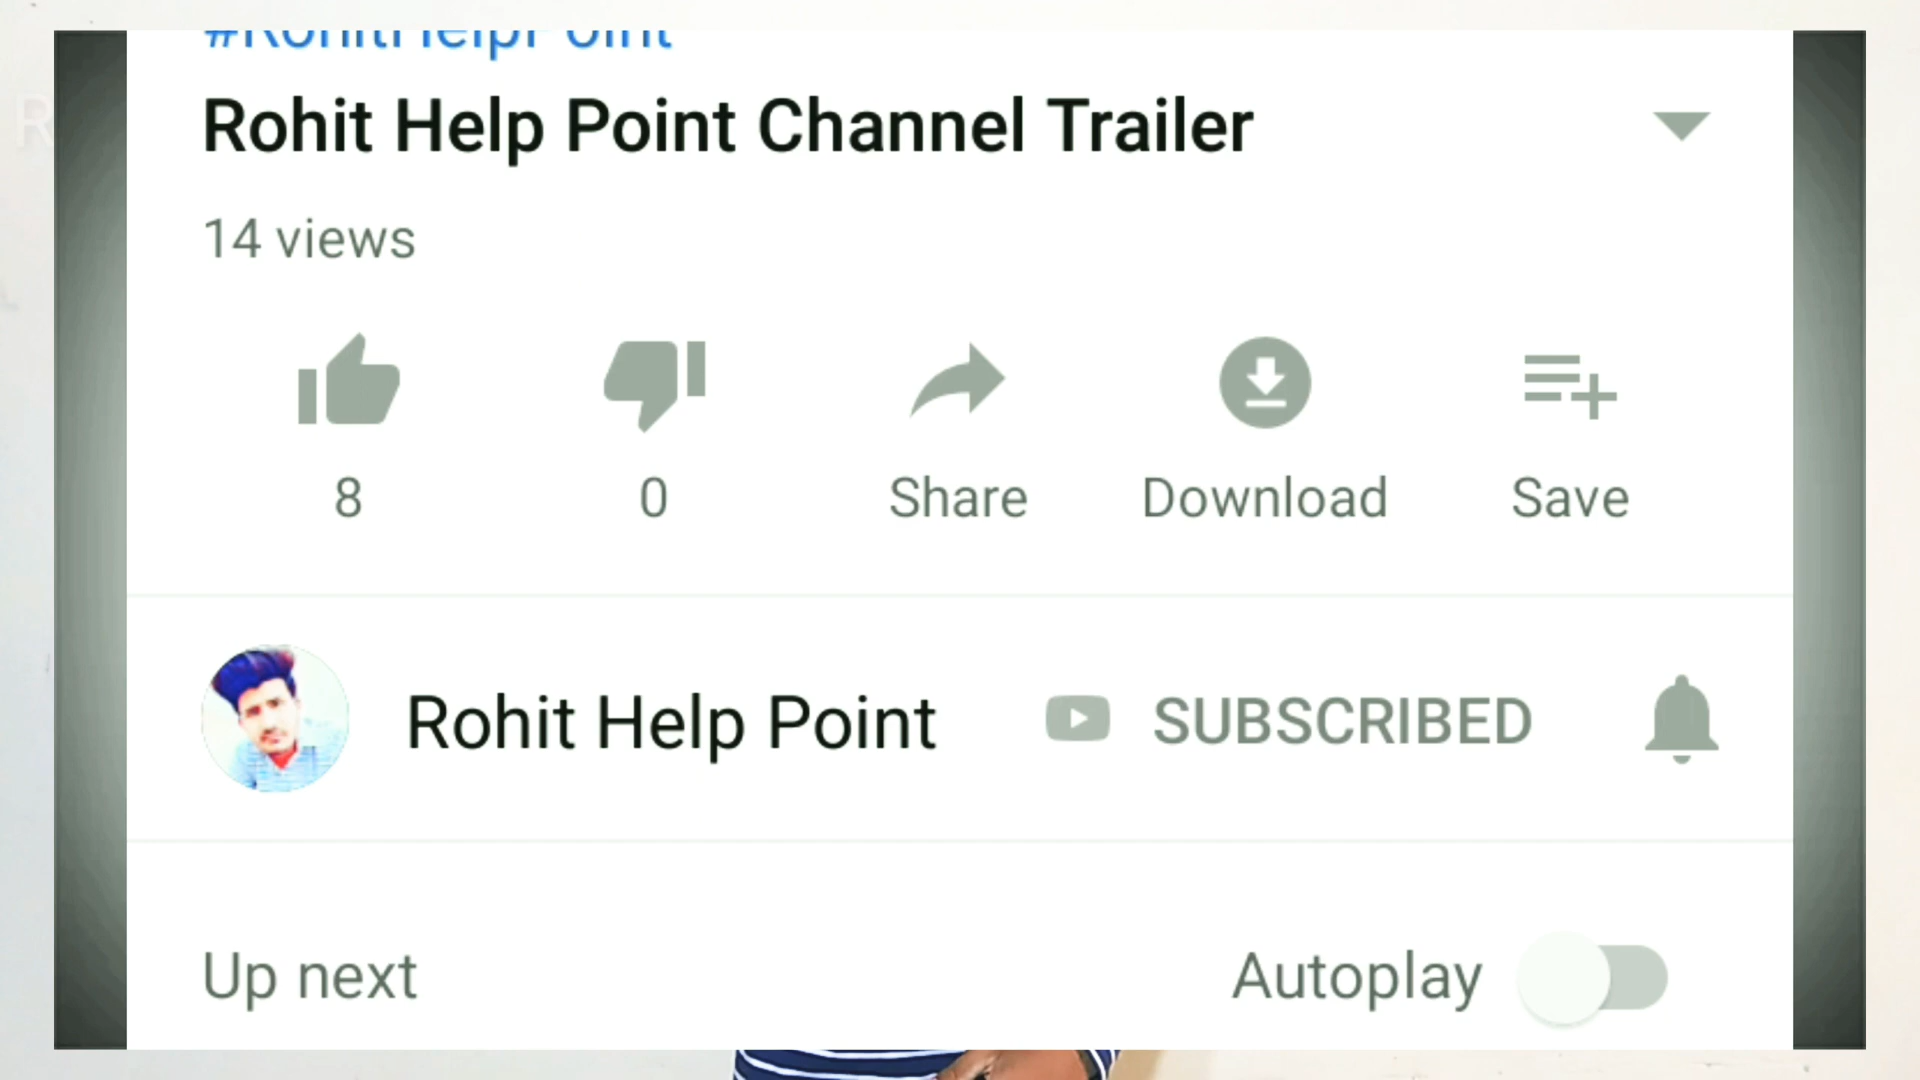 #RohitHelpPoint
Rohit Help Point Channel Trailer
14 views
8 0 Share Download Save
Rohit Help Point SUBSCRIBED
Up next Autoplay